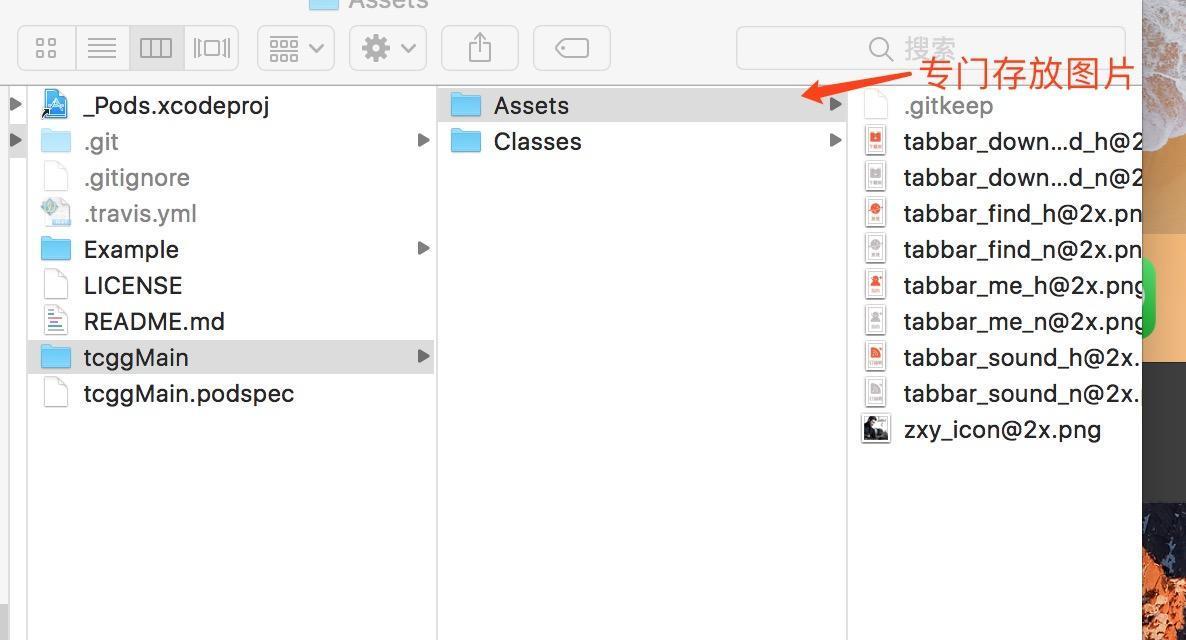 Assets
搜索
专门存放图片
_Pods.xcodeproj
.git
.gitignore
.travis.yml
Example
LICENSE
README.md
tcggMain
tcggMain.podspec
Assets
Classes
.gitkeep
tabbar_down...d_h@2
tabbar_down...d_n@2
tabbar_find_h@2x.pn
tabbar_find_n@2x.pn
tabbar_me_h@2x.png
tabbar_me_n@2x.png
tabbar_sound_h@2x.
tabbar_sound_n@2x.
zxy_icon@2x.png